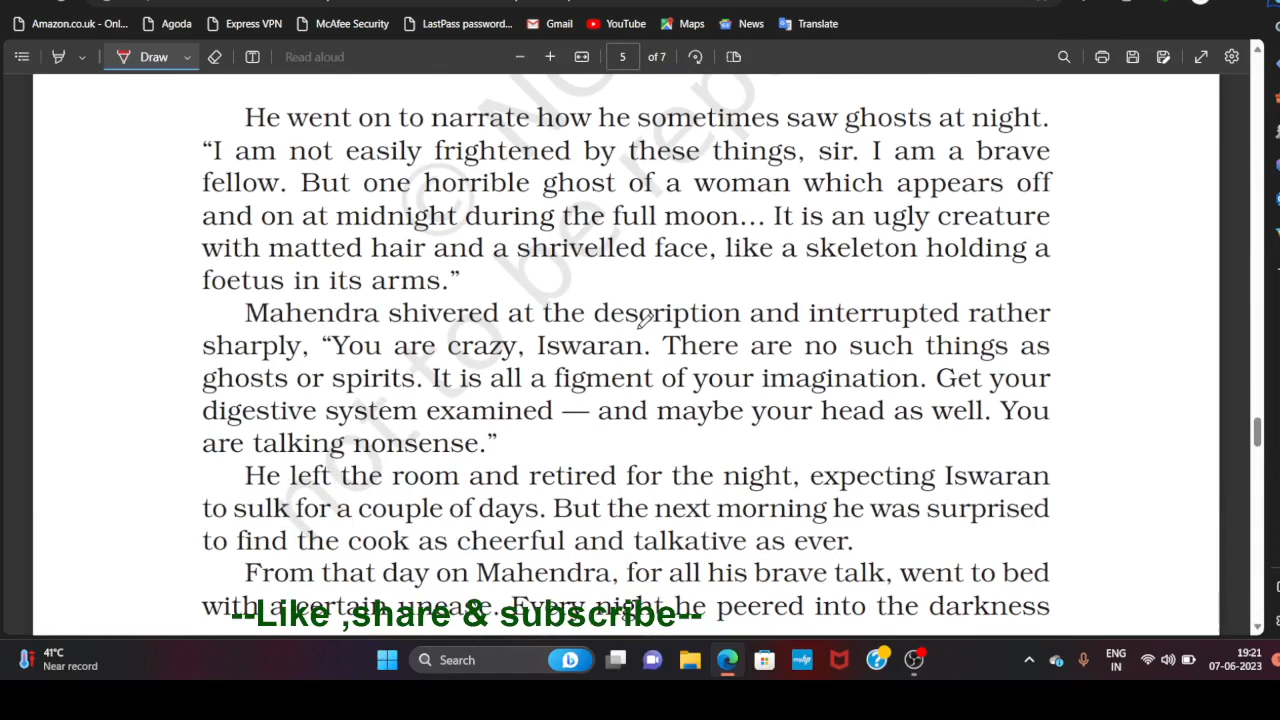 Amazon.co.uk - Onl...
Agoda
Express VPN
McAfee Security
LastPass password...
Gmail
YouTube
Maps
News
Translate
Draw
Read aloud
5
of 7
He went on to narrate how he sometimes saw ghosts at night.
“I am not easily frightened by these things, sir. I am a brave
fellow. But one horrible ghost of a woman which appears off
and on at midnight during the full moon... It is an ugly creature
with matted hair and a shrivelled face, like a skeleton holding a
foetus in its arms.”
Mahendra shivered at the description and interrupted rather
sharply, “You are crazy, Iswaran. There are no such things as
ghosts or spirits. It is all a figment of your imagination. Get your
digestive system examined — and maybe your head as well. You
are talking nonsense.”
He left the room and retired for the night, expecting Iswaran
to sulk for a couple of days. But the next morning he was surprised
to find the cook as cheerful and talkative as ever.
From that day on Mahendra, for all his brave talk, went to bed
with a certain unease. Every night he peered into the darkness
--Like ,share & subscribe--
© NC
not to be rep
41°C
Near record
Search
ENG
IN
19:21
07-06-2023